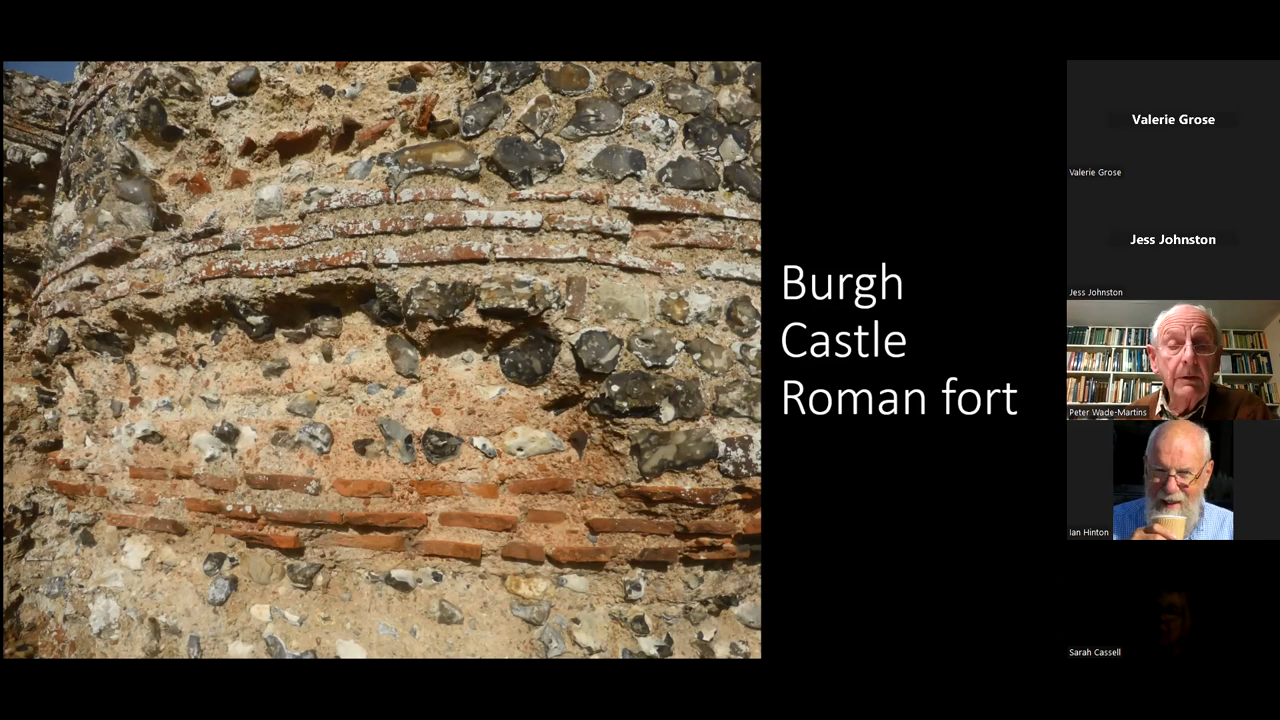 Burgh
Castle
Roman fort
Valerie Grose
Valerie Grose
Jess Johnston
Jess Johnston
Peter Wade-Martins
Ian Hinton
Sarah Cassell